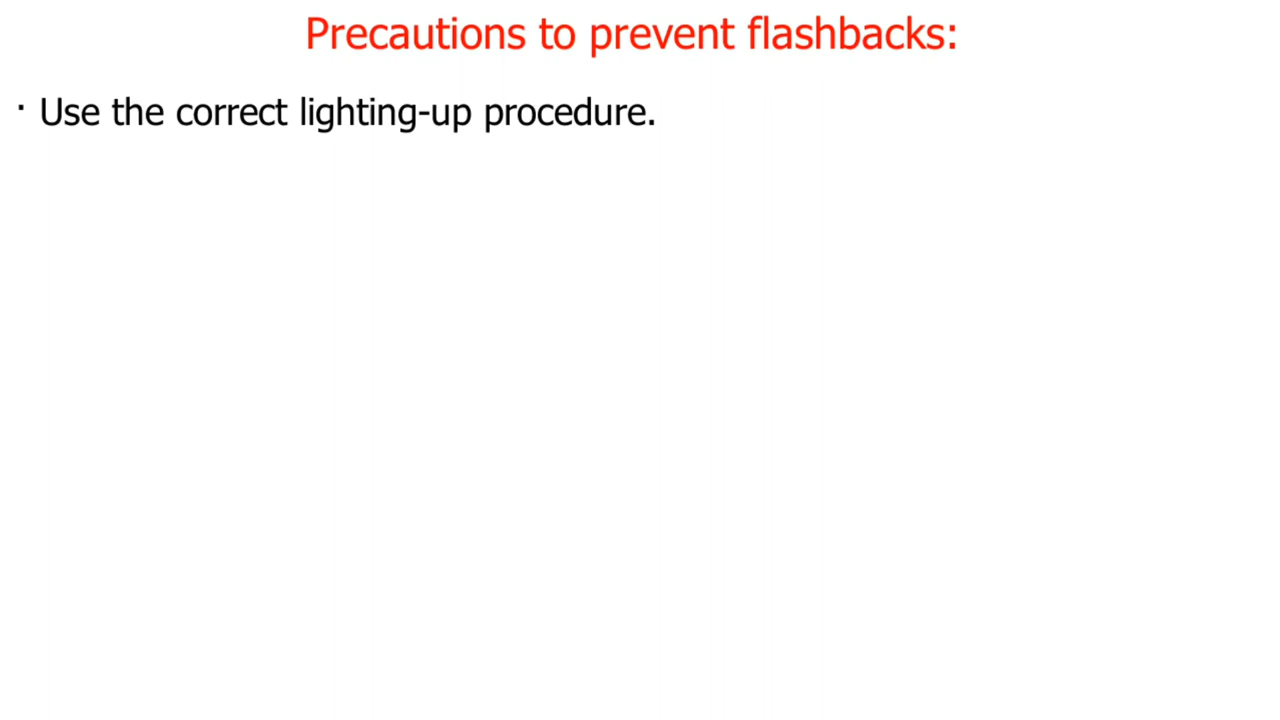 Precautions to prevent flashbacks:
· Use the correct lighting-up procedure.